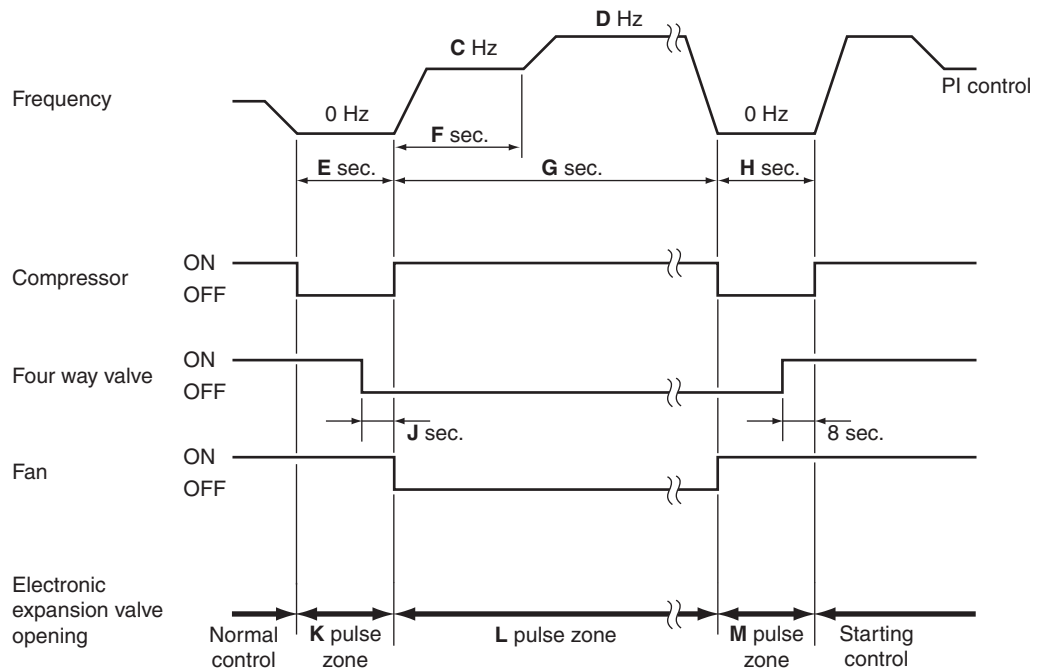 D Hz
C Hz
Frequency
0 Hz
0 Hz
PI control
F sec.
E sec.
G sec.
H sec.
Compressor
ON
OFF
Four way valve
ON
OFF
J sec.
8 sec.
Fan
ON
OFF
Electronic
expansion valve
opening
Normal
control
K pulse
zone
L pulse zone
M pulse
zone
Starting
control